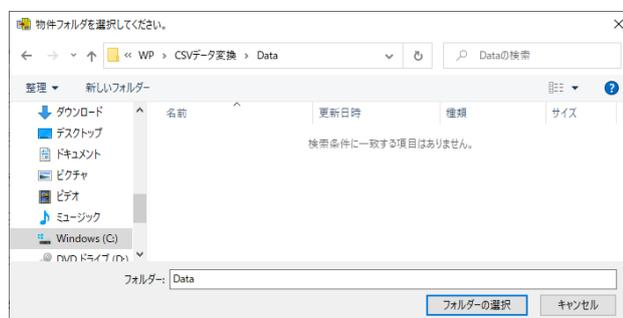 物件フォルダを選択してください。
« WP › CSVデータ変換 › Data
Dataの検索
整理 新しいフォルダー
名前 更新日時 種類 サイズ
検索条件に一致する項目はありません。
ダウンロード
デスクトップ
ドキュメント
ピクチャ
ビデオ
ミュージック
Windows (C:)
DVD ドライブ (D:)
フォルダー: Data
フォルダーの選択 キャンセル